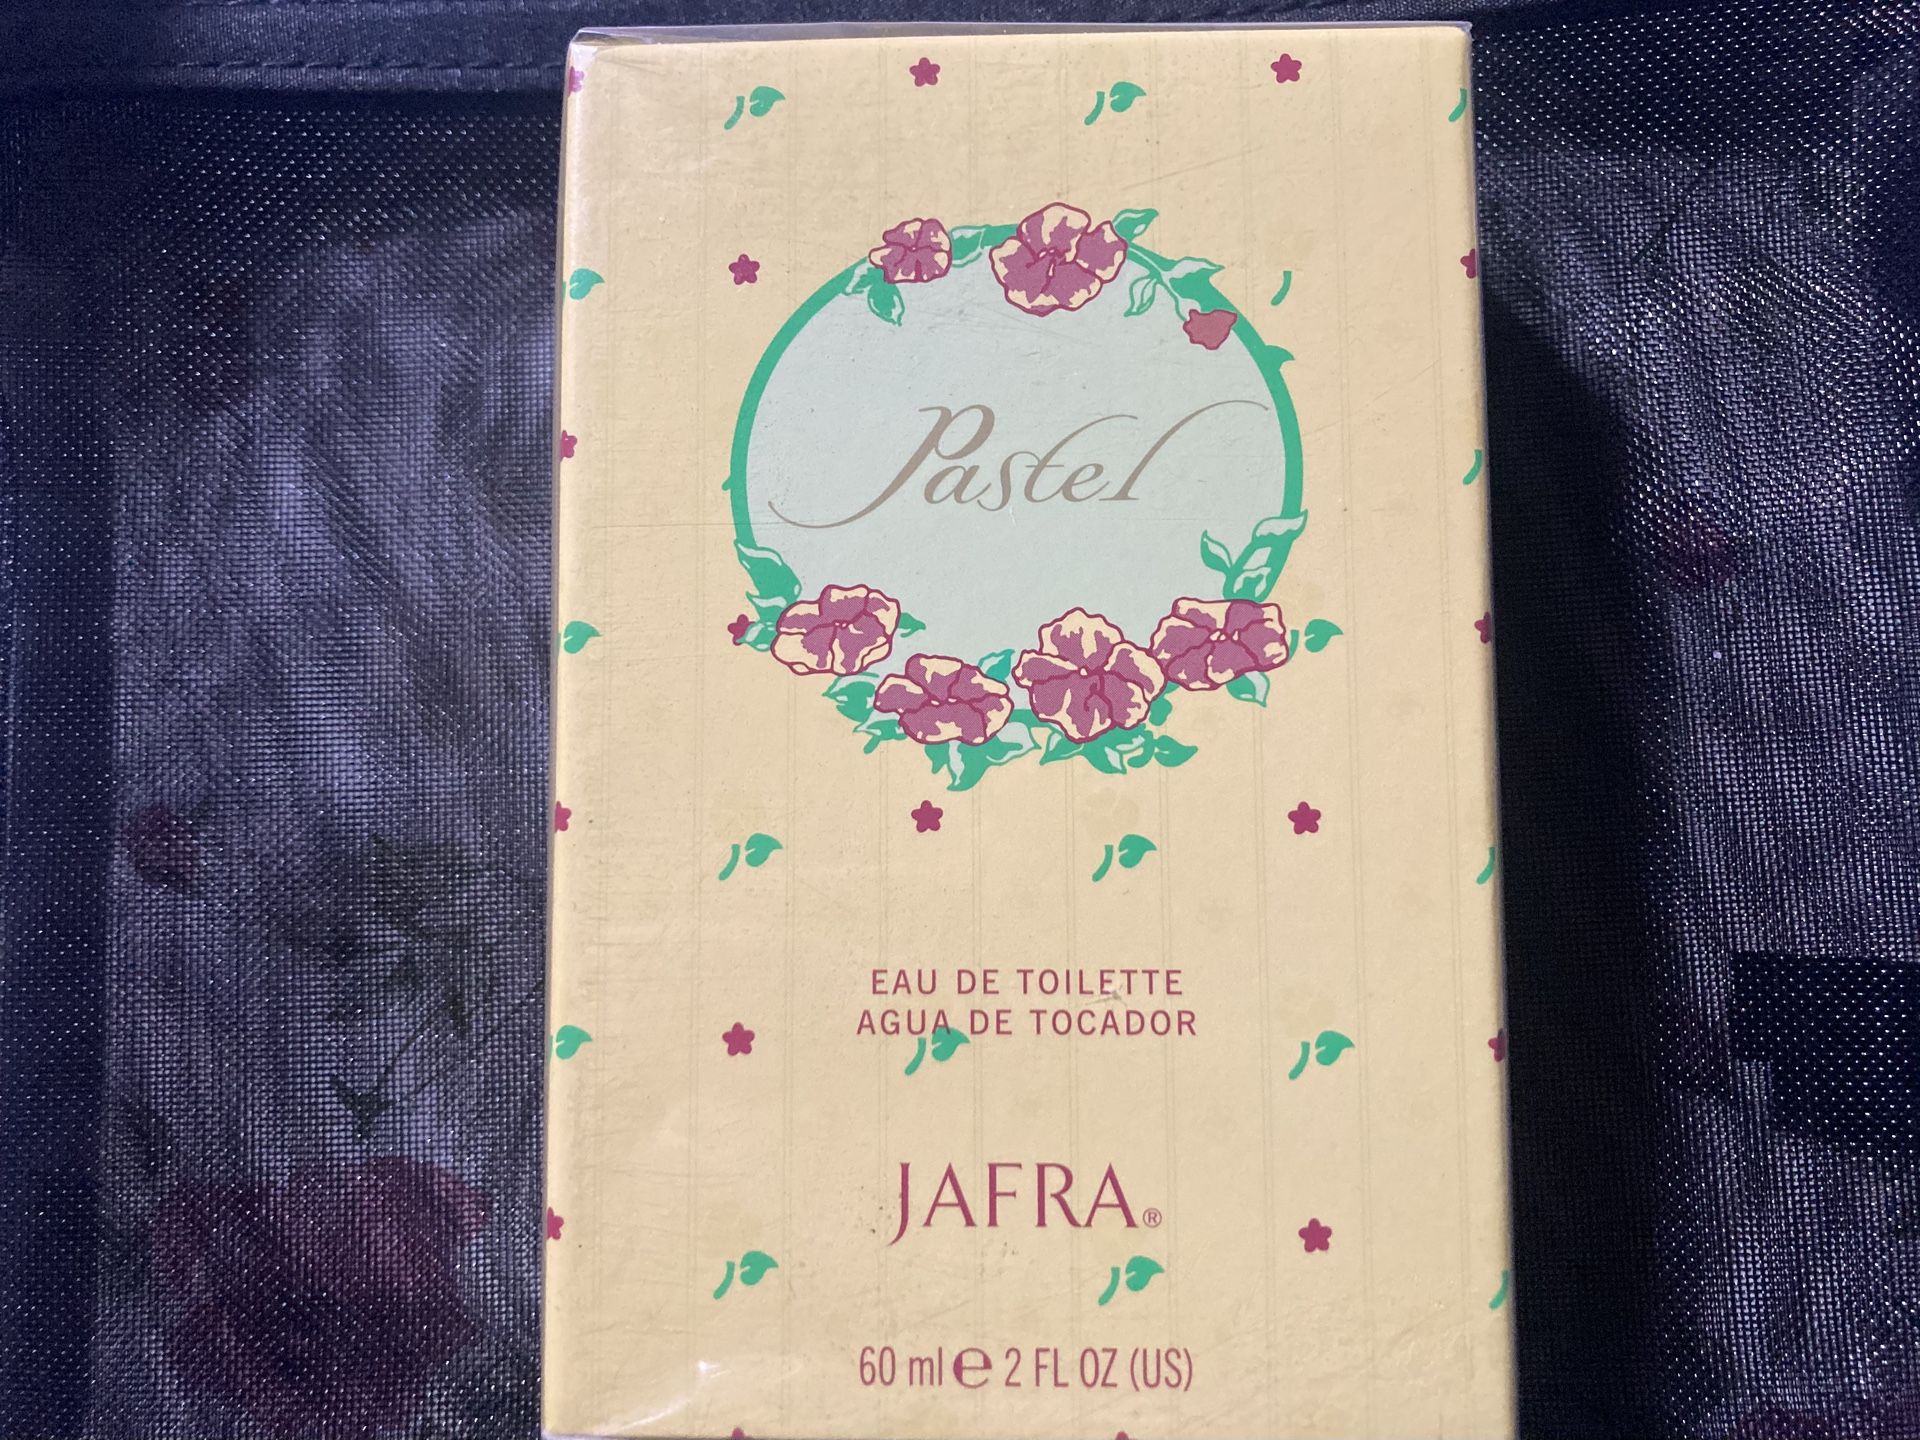 Pastel
EAU DE TOILETTE
AGUA DE TOCADOR
JAFRA®
60 ml e 2 FL OZ (US)